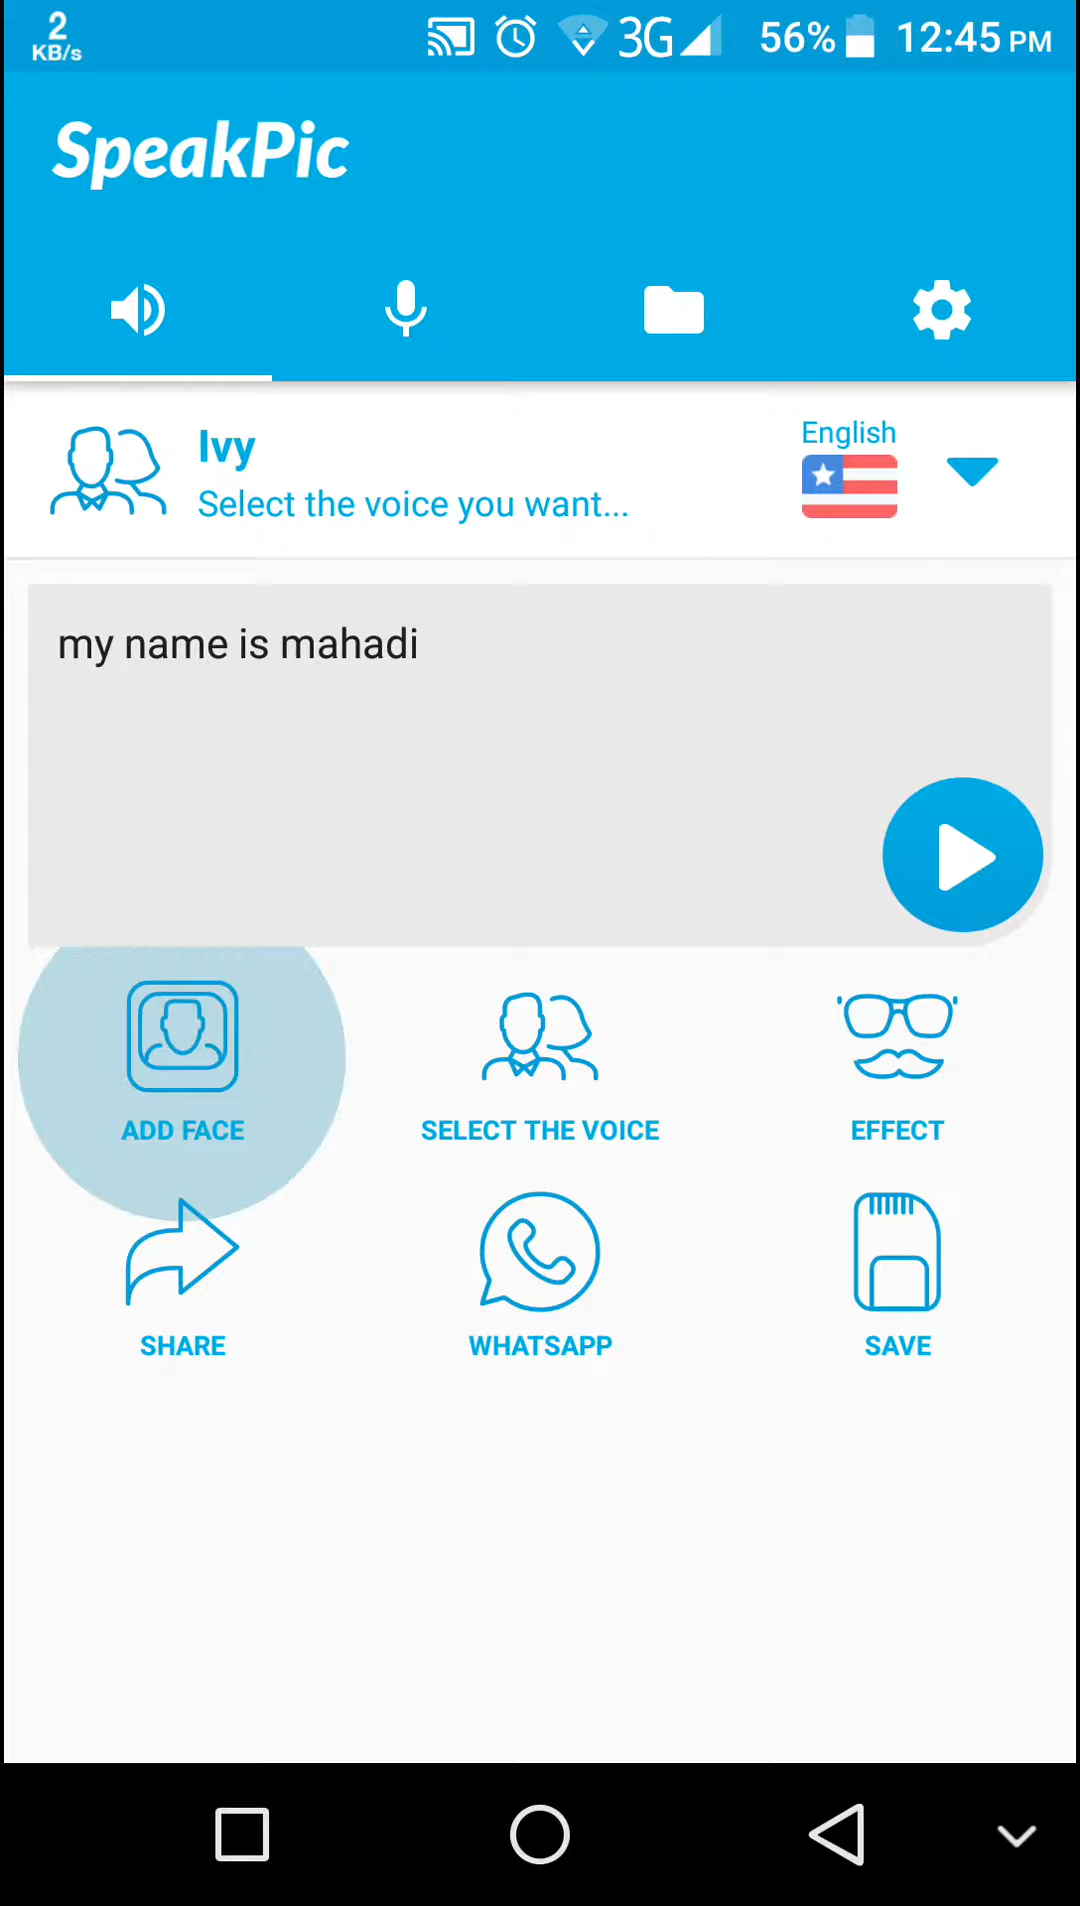 2
KB/s
3G
56%
12:45 PM
SpeakPic
Ivy
Select the voice you want...
English
my name is mahadi
ADD FACE
SELECT THE VOICE
EFFECT
SHARE
WHATSAPP
SAVE